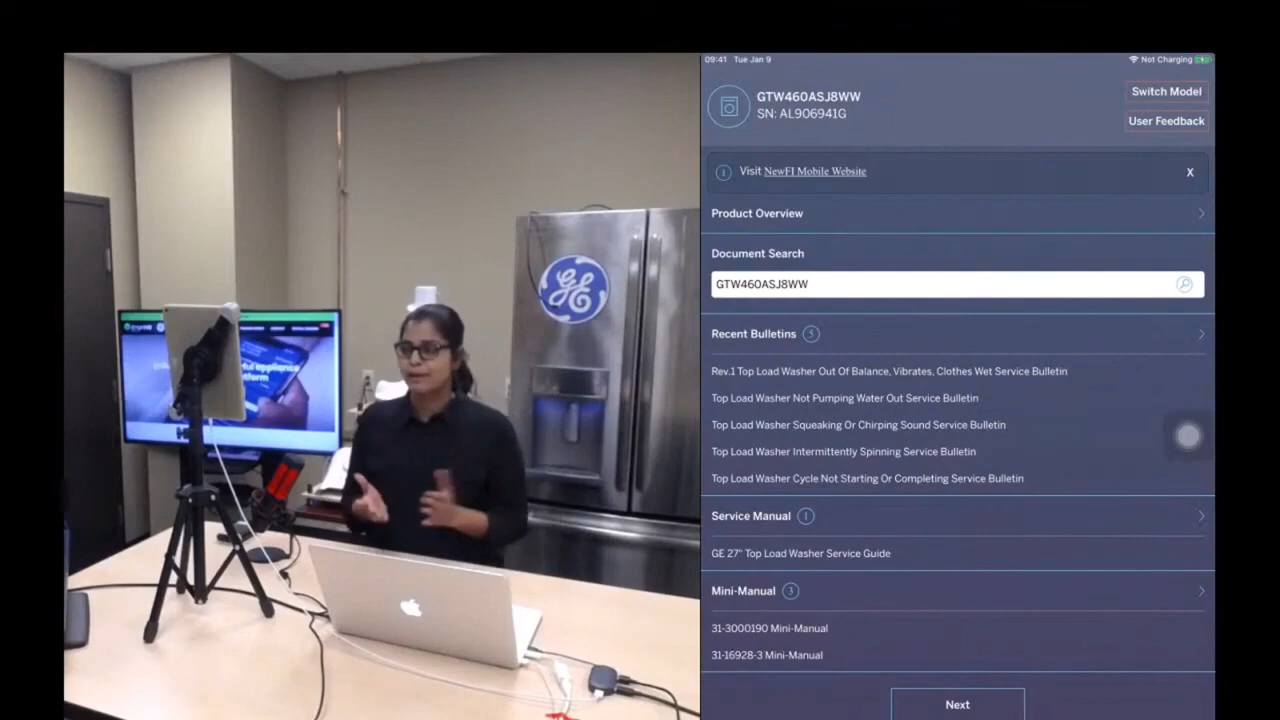 09:41 Tue Jan 9
Not Charging
GTW460ASJ8WW
SN: AL906941G
Switch Model
User Feedback
Visit NewFI Mobile Website
X
Product Overview
Document Search
GTW460ASJ8WW
Recent Bulletins 5
Rev.1 Top Load Washer Out Of Balance, Vibrates, Clothes Wet Service Bulletin
Top Load Washer Not Pumping Water Out Service Bulletin
Top Load Washer Squeaking Or Chirping Sound Service Bulletin
Top Load Washer Intermittently Spinning Service Bulletin
Top Load Washer Cycle Not Starting Or Completing Service Bulletin
Service Manual 1
GE 27" Top Load Washer Service Guide
Mini-Manual 3
31-3000190 Mini-Manual
31-16928-3 Mini-Manual
Next
GE